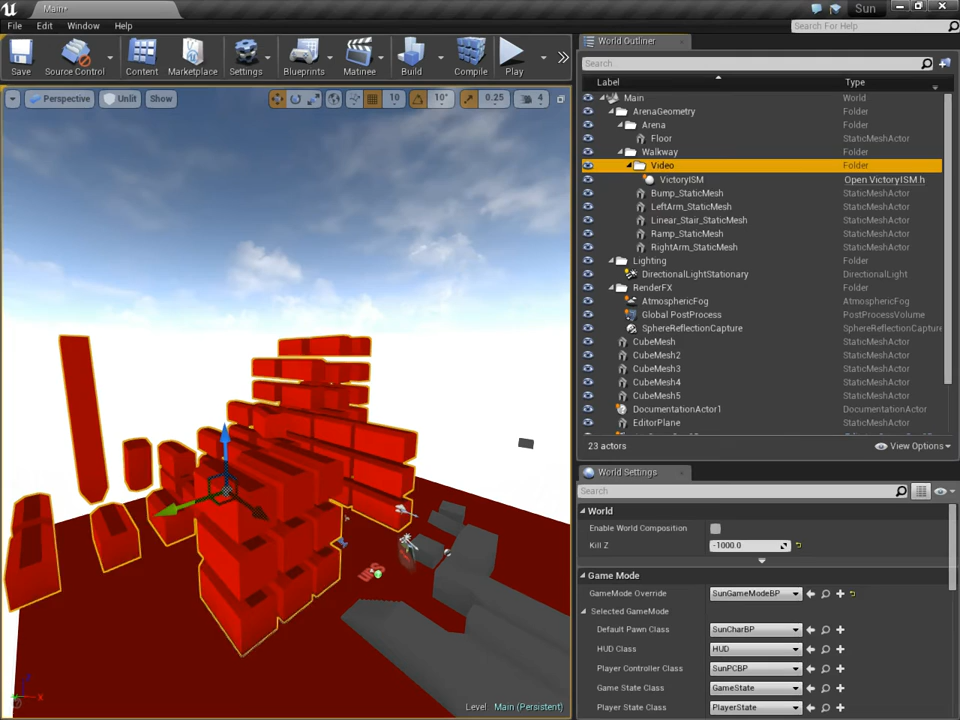 Main*
Sun
File Edit Window Help
Search For Help
Save
Source Control
Content
Marketplace
Settings
Blueprints
Matinee
Build
Compile
Play
Perspective
Unlit
Show
10
10°
0.25
4
Level: Main (Persistent)
World Outliner
Search...
Label Type
Main World
ArenaGeometry Folder
Arena Folder
Floor StaticMeshActor
Walkway Folder
Video Folder
VictoryISM Open VictoryISM.h
Bump_StaticMesh StaticMeshActor
LeftArm_StaticMesh StaticMeshActor
Linear_Stair_StaticMesh StaticMeshActor
Ramp_StaticMesh StaticMeshActor
RightArm_StaticMesh StaticMeshActor
Lighting Folder
DirectionalLightStationary DirectionalLight
RenderFX Folder
AtmosphericFog AtmosphericFog
Global PostProcess PostProcessVolume
SphereReflectionCapture SphereReflectionCapture
CubeMesh StaticMeshActor
CubeMesh2 StaticMeshActor
CubeMesh3 StaticMeshActor
CubeMesh4 StaticMeshActor
CubeMesh5 StaticMeshActor
DocumentationActor1 DocumentationActor
EditorPlane StaticMeshActor
23 actors
View Options
World Settings
Search
World
Enable World Composition
Kill Z -1000.0
Game Mode
GameMode Override SunGameModeBP
Selected GameMode
Default Pawn Class SunCharBP
HUD Class HUD
Player Controller Class SunPCBP
Game State Class GameState
Player State Class PlayerState